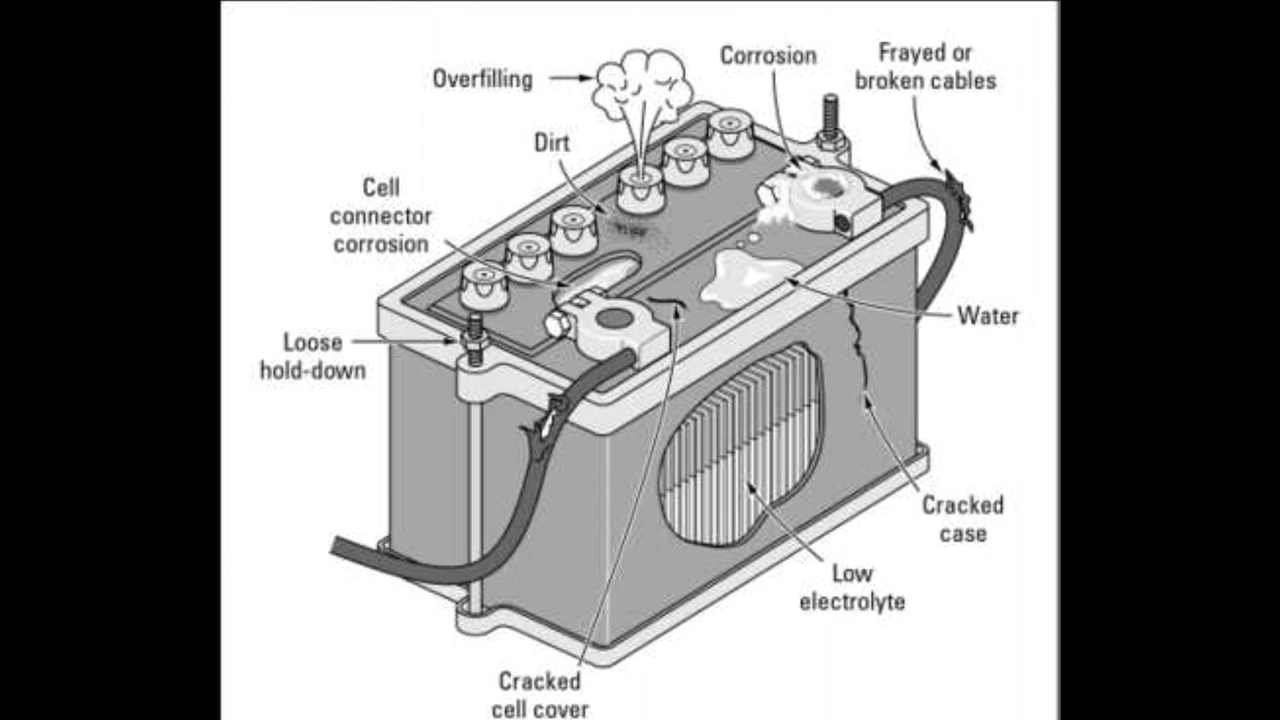 Overfilling
Corrosion
Frayed or
broken cables
Dirt
Cell
connector
corrosion
Loose
hold-down
Water
Cracked
case
Low
electrolyte
Cracked
cell cover